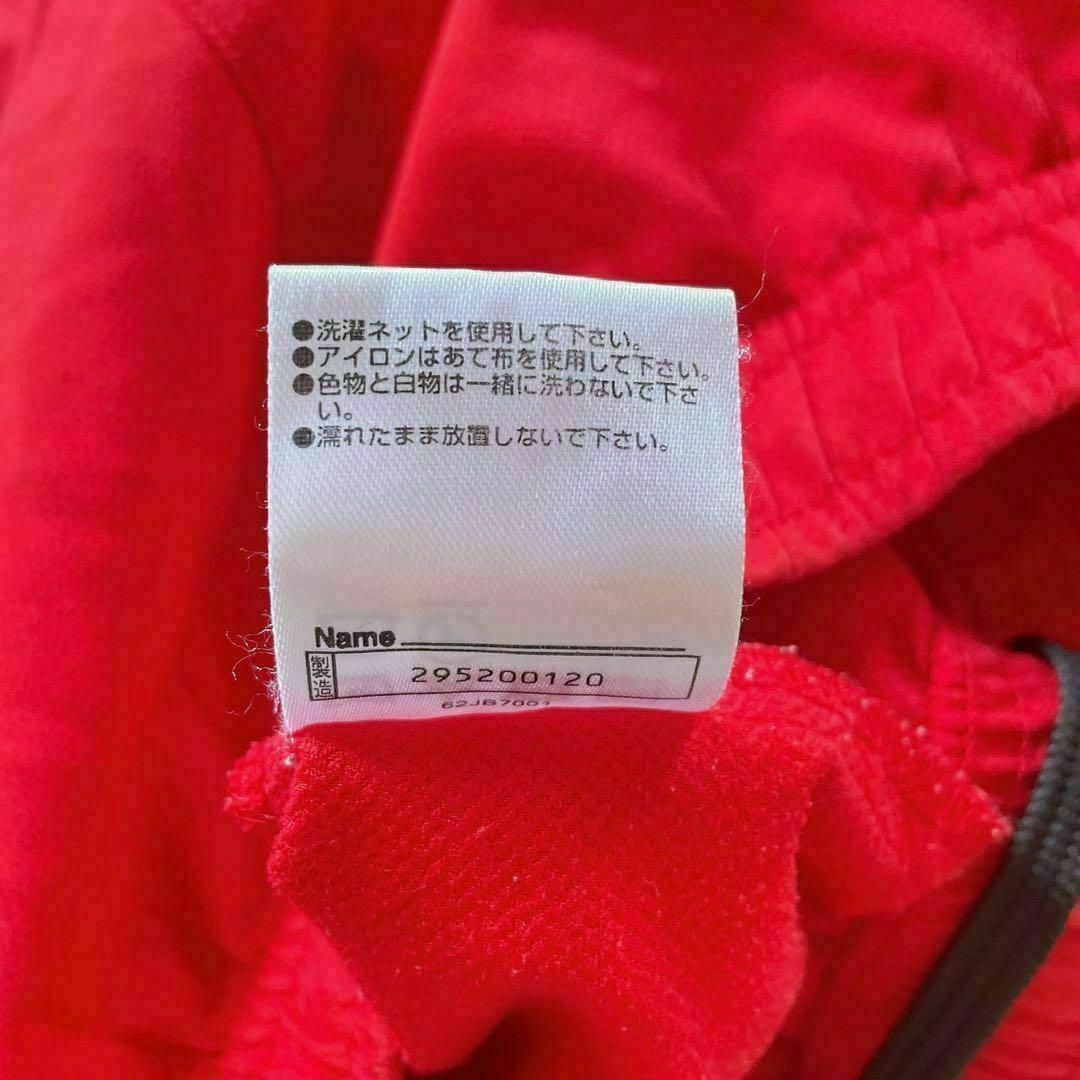 ●洗濯ネットを使用して下さい。
●アイロンはあて布を使用して下さい。
●色物と白物は一緒に洗わないで下さ
い。
●濡れたまま放置しないで下さい。
Name
製造 295200120
62JB7001